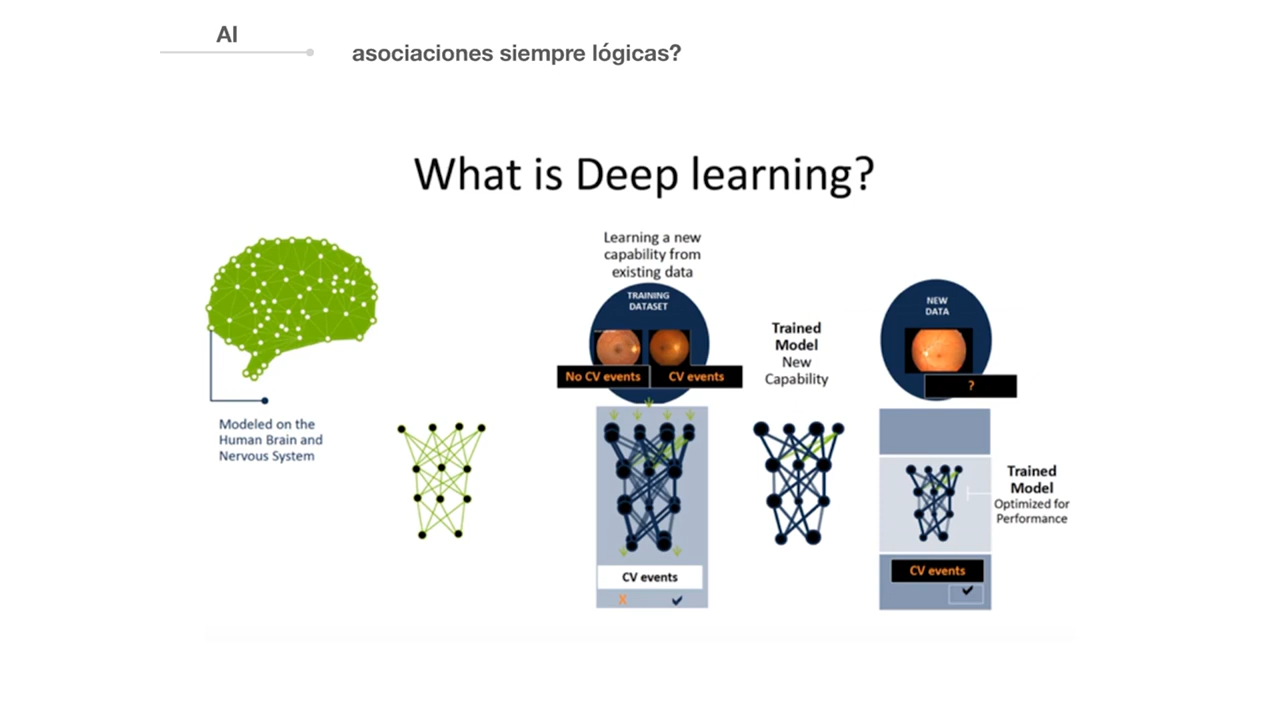 AI
asociaciones siempre lógicas?
What is Deep learning?
Learning a new
capability from
existing data
TRAINING
DATASET
No CV events
CV events
Trained
Model
New
Capability
NEW
DATA
?
Modeled on the
Human Brain and
Nervous System
CV events
X
Trained
Model
Optimized for
Performance
CV events